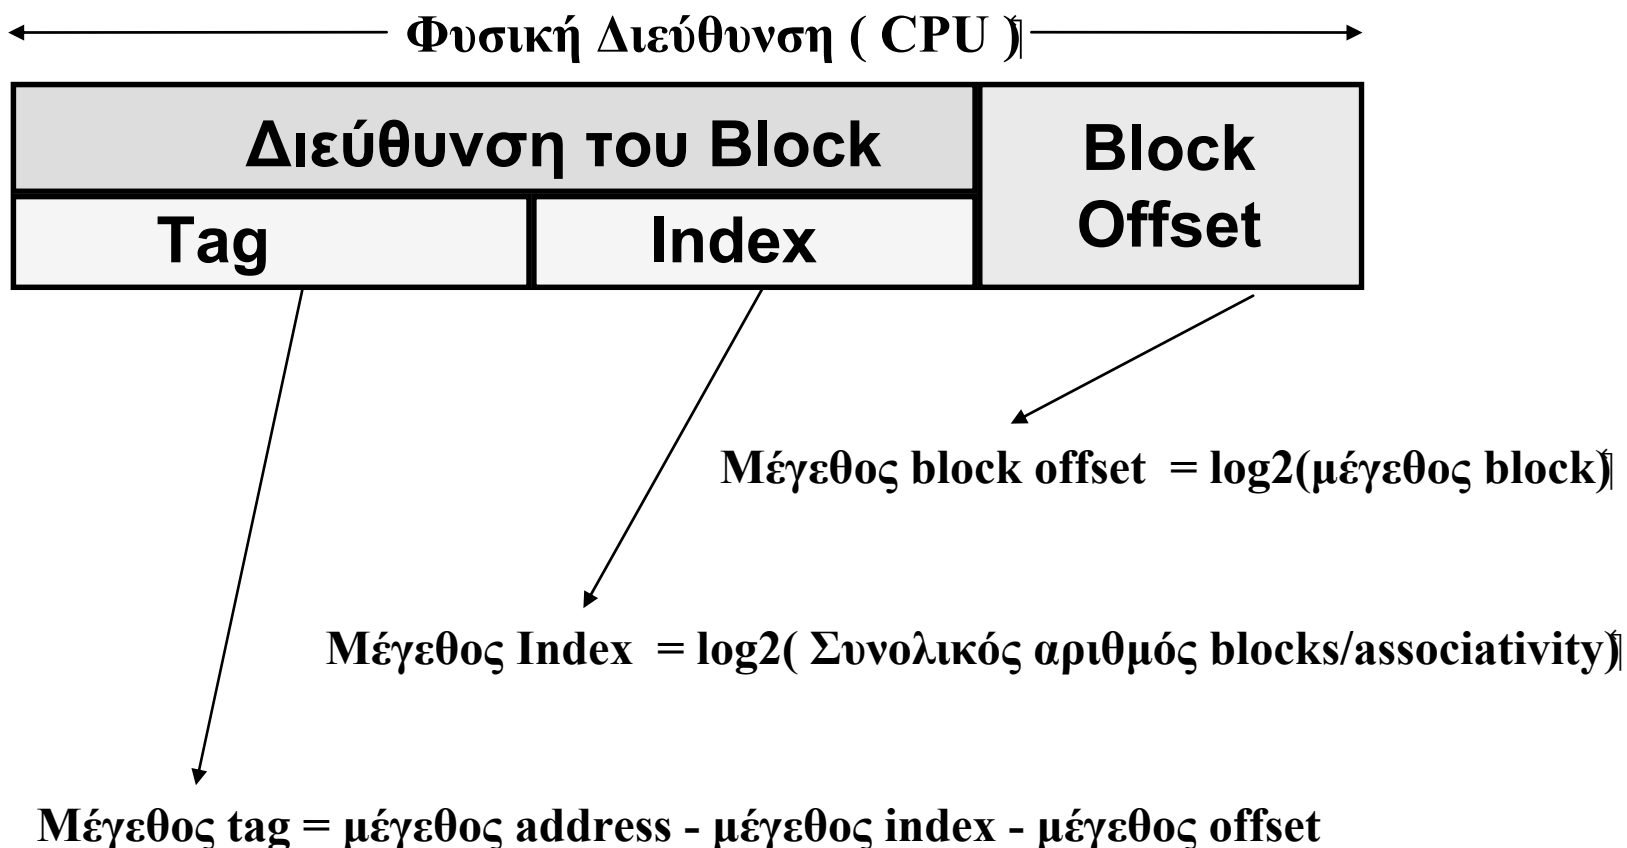 Φυσική Διεύθυνση ( CPU )
Διεύθυνση του Block
Block
Offset
Tag
Index
Μέγεθος block offset = log2(μέγεθος block)
Μέγεθος Index = log2( Συνολικός αριθμός blocks/associativity)
Μέγεθος tag = μέγεθος address - μέγεθος index - μέγεθος offset